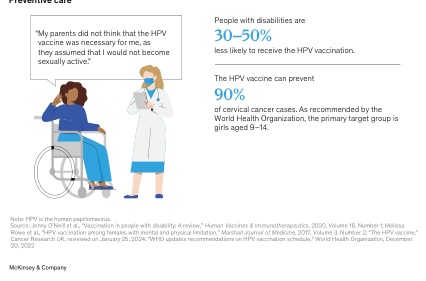 Preventive care
"My parents did not think that the HPV
vaccine was necessary for me, as
they assumed that I would not become
sexually active."
People with disabilities are
30–50%
less likely to receive the HPV vaccination.
The HPV vaccine can prevent
90%
of cervical cancer cases. As recommended by the
World Health Organization, the primary target group is
girls aged 9–14.
Note: HPV is the human papillomavirus.
Source: Jenny O'Neill et al., "Vaccination in people with disability: A review," Human Vaccines & Immunotherapeutics, 2020, Volume 16, Number 1; Melissa
Rowe et al., "HPV vaccination among females with mental and physical limitation," Marshall Journal of Medicine, 2017, Volume 3, Number 2; "The HPV vaccine,"
Cancer Research UK, reviewed on January 25, 2024; "WHO updates recommendations on HPV vaccination schedule," World Health Organization, December
20, 2022
McKinsey & Company